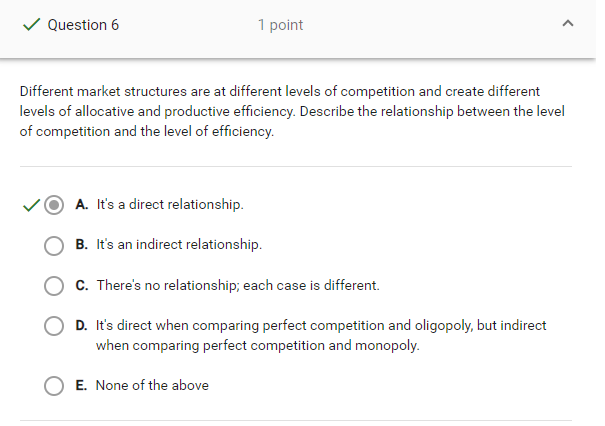 Question 6 1 point
Different market structures are at different levels of competition and create different
levels of allocative and productive efficiency. Describe the relationship between the level
of competition and the level of efficiency.
A. It's a direct relationship.
B. It's an indirect relationship.
C. There's no relationship; each case is different.
D. It's direct when comparing perfect competition and oligopoly, but indirect
when comparing perfect competition and monopoly.
E. None of the above